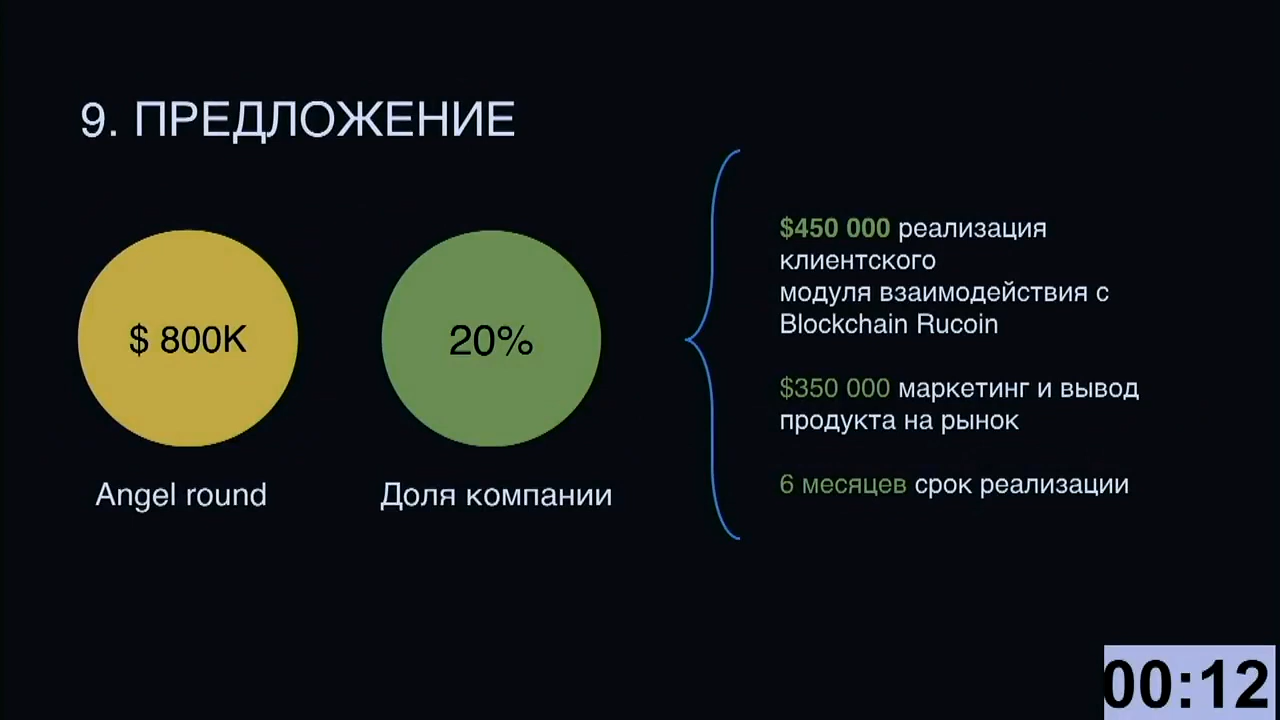 9. ПРЕДЛОЖЕНИЕ
$ 800K
20%
Angel round
Доля компании
$450 000 реализация
клиентского
модуля взаимодействия с
Blockchain Rucoin
$350 000 маркетинг и вывод
продукта на рынок
6 месяцев срок реализации
00:12